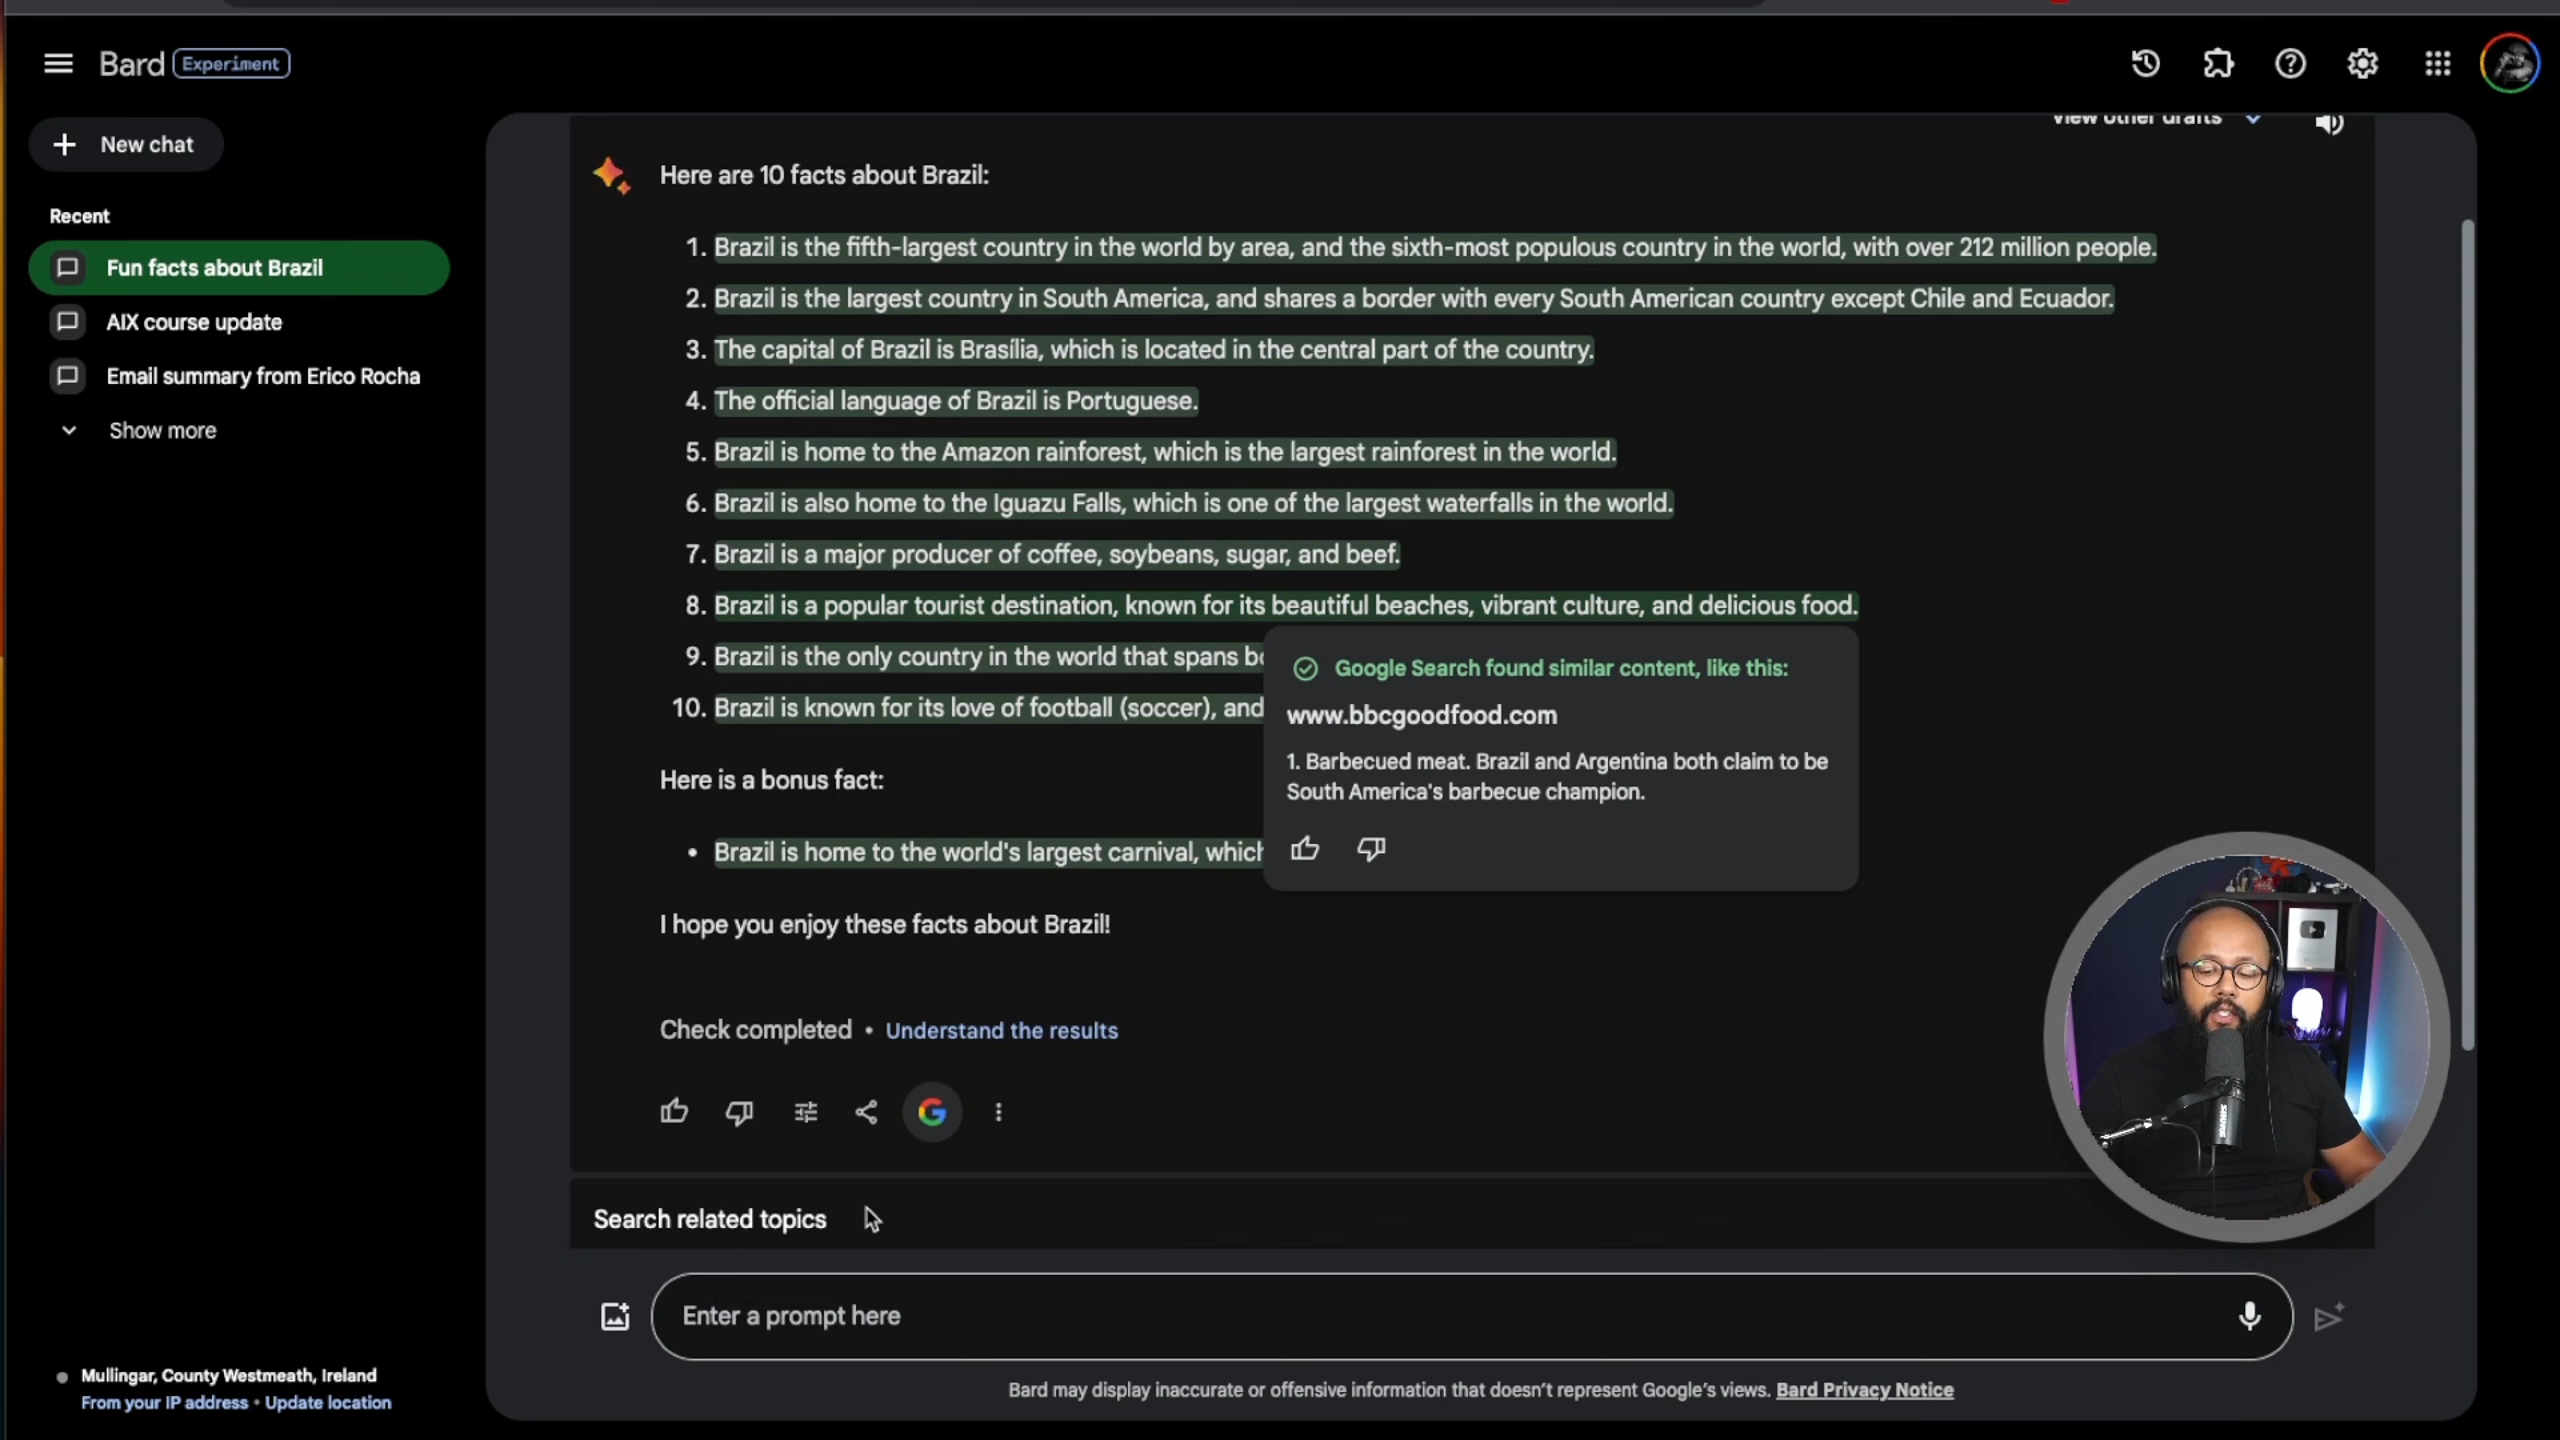 Bard Experiment
New chat
Recent
Fun facts about Brazil
AIX course update
Email summary from Erico Rocha
Show more
View other drafts
Here are 10 facts about Brazil:
1. Brazil is the fifth-largest country in the world by area, and the sixth-most populous country in the world, with over 212 million people.
2. Brazil is the largest country in South America, and shares a border with every South American country except Chile and Ecuador.
3. The capital of Brazil is Brasília, which is located in the central part of the country.
4. The official language of Brazil is Portuguese.
5. Brazil is home to the Amazon rainforest, which is the largest rainforest in the world.
6. Brazil is also home to the Iguazu Falls, which is one of the largest waterfalls in the world.
7. Brazil is a major producer of coffee, soybeans, sugar, and beef.
8. Brazil is a popular tourist destination, known for its beautiful beaches, vibrant culture, and delicious food.
9. Brazil is the only country in the world that spans
10. Brazil is known for its love of football (soccer), and
Google Search found similar content, like this:
www.bbcgoodfood.com
1. Barbecued meat. Brazil and Argentina both claim to be
South America's barbecue champion.
Here is a bonus fact:
• Brazil is home to the world's largest carnival, which
I hope you enjoy these facts about Brazil!
Check completed • Understand the results
Search related topics
Enter a prompt here
Mullingar, County Westmeath, Ireland
From your IP address • Update location
Bard may display inaccurate or offensive information that doesn't represent Google's views. Bard Privacy Notice